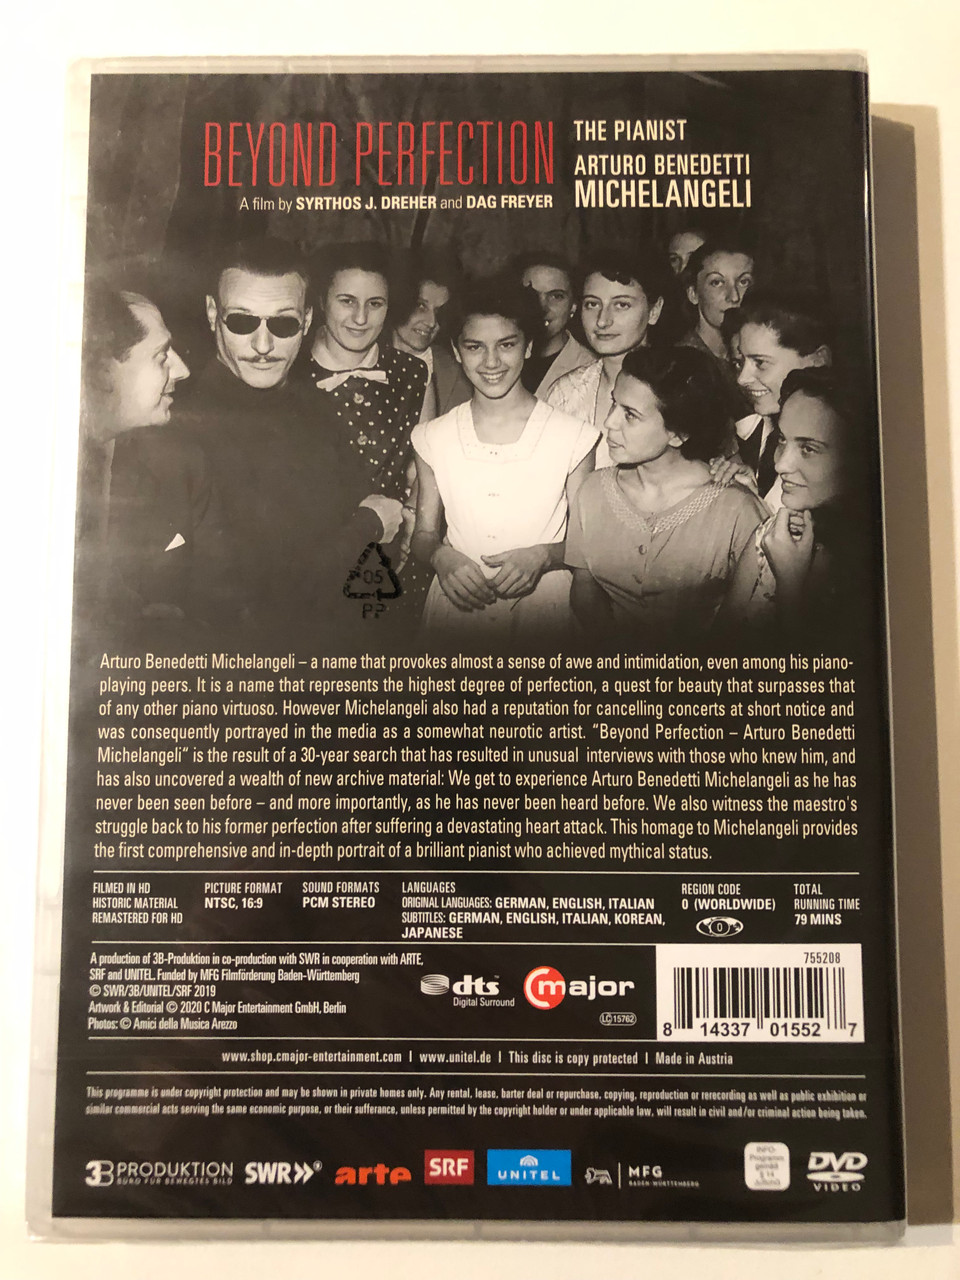 BEYOND PERFECTION
A film by SYRTHOS J. DREHER and DAG FREYER
THE PIANIST
ARTURO BENEDETTI
MICHELANGELI
05
PP
Arturo Benedetti Michelangeli – a name that provokes almost a sense of awe and intimidation, even among his piano-
playing peers. It is a name that represents the highest degree of perfection, a quest for beauty that surpasses that
of any other piano virtuoso. However Michelangeli also had a reputation for cancelling concerts at short notice and
was consequently portrayed in the media as a somewhat neurotic artist. "Beyond Perfection – Arturo Benedetti
Michelangeli" is the result of a 30-year search that has resulted in unusual interviews with those who knew him, and
has also uncovered a wealth of new archive material: We get to experience Arturo Benedetti Michelangeli as he has
never been seen before – and more importantly, as he has never been heard before. We also witness the maestro's
struggle back to his former perfection after suffering a devastating heart attack. This homage to Michelangeli provides
the first comprehensive and in-depth portrait of a brilliant pianist who achieved mythical status.
FILMED IN HD
HISTORIC MATERIAL
REMASTERED FOR HD
PICTURE FORMAT
NTSC, 16:9
SOUND FORMATS
PCM STEREO
LANGUAGES
ORIGINAL LANGUAGES: GERMAN, ENGLISH, ITALIAN
SUBTITLES: GERMAN, ENGLISH, ITALIAN, KOREAN,
JAPANESE
REGION CODE
0 (WORLDWIDE)
0
TOTAL
RUNNING TIME
79 MINS
A production of 3B-Produktion in co-production with SWR in cooperation with ARTE,
SRF and UNITEL. Funded by MFG Filmförderung Baden-Württemberg
© SWR/3B/UNITEL/SRF 2019
Artwork & Editorial © 2020 C Major Entertainment GmbH, Berlin
Photos: © Amici della Musica Arezzo
dts
Digital Surround
C major
LC 15762
755208
8 14337 01552 7
www.shop.cmajor-entertainment.com | www.unitel.de | This disc is copy protected | Made in Austria
This programme is under copyright protection and may be shown in private homes only. Any rental, lease, barter deal or repurchase, copying, reproduction or rerecording as well as public exhibition or
similar commercial acts serving the same economic purpose, or their sufferance, unless permitted by the copyright holder or under applicable law, will result in civil and/or criminal action being taken.
3B PRODUKTION
BÜRO FÜR BEWEGTES BILD
SWR
arte
SRF
UNITEL
MFG
BADEN-WÜRTTEMBERG
INFO-
Programm
gemäß
§ 14
JuSchG
DVD
VIDEO